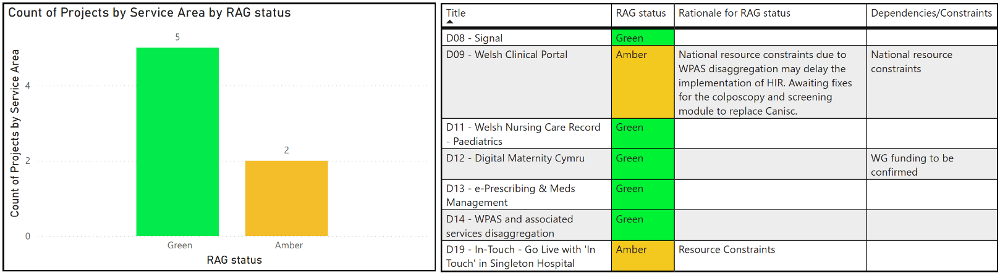 Count of Projects by Service Area by RAG status
Count of Projects by Service Area
5
4
2
2
0
Green
Amber
RAG status
Title
RAG status
Rationale for RAG status
Dependencies/Constraints
D08 - Signal
Green
D09 - Welsh Clinical Portal
Amber
National resource constraints due to
WPAS disaggregation may delay the
implementation of HIR. Awaiting fixes
for the colposcopy and screening
module to replace Canisc.
National resource
constraints
D11 - Welsh Nursing Care Record
- Paediatrics
Green
D12 - Digital Maternity Cymru
Green
WG funding to be
confirmed
D13 - e-Prescribing & Meds
Management
Green
D14 - WPAS and associated
services disaggregation
Green
D19 - In-Touch - Go Live with 'In
Touch' in Singleton Hospital
Amber
Resource Constraints